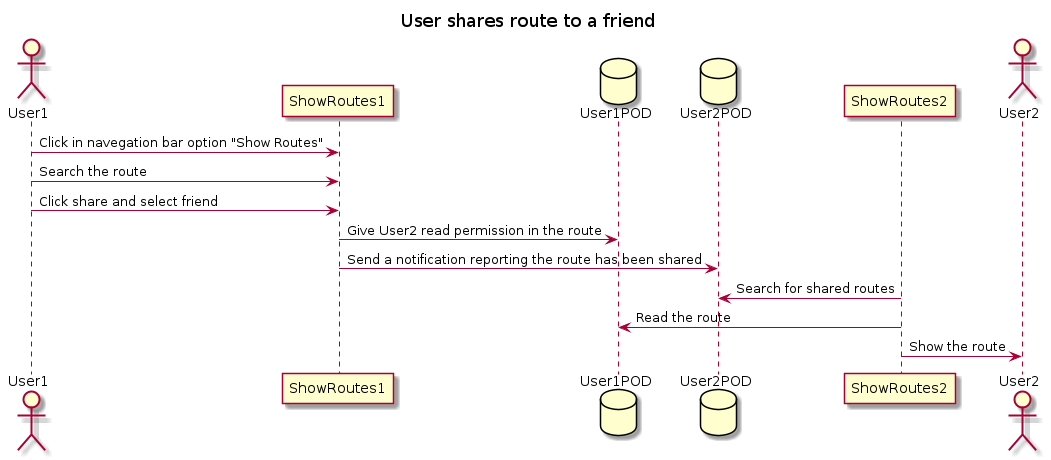 User shares route to a friend
User1
ShowRoutes1
User1POD
User2POD
ShowRoutes2
User2
Click in navegation bar option "Show Routes"
Search the route
Click share and select friend
Give User2 read permission in the route
Send a notification reporting the route has been shared
Search for shared routes
Read the route
Show the route
User1
ShowRoutes1
User1POD
User2POD
ShowRoutes2
User2